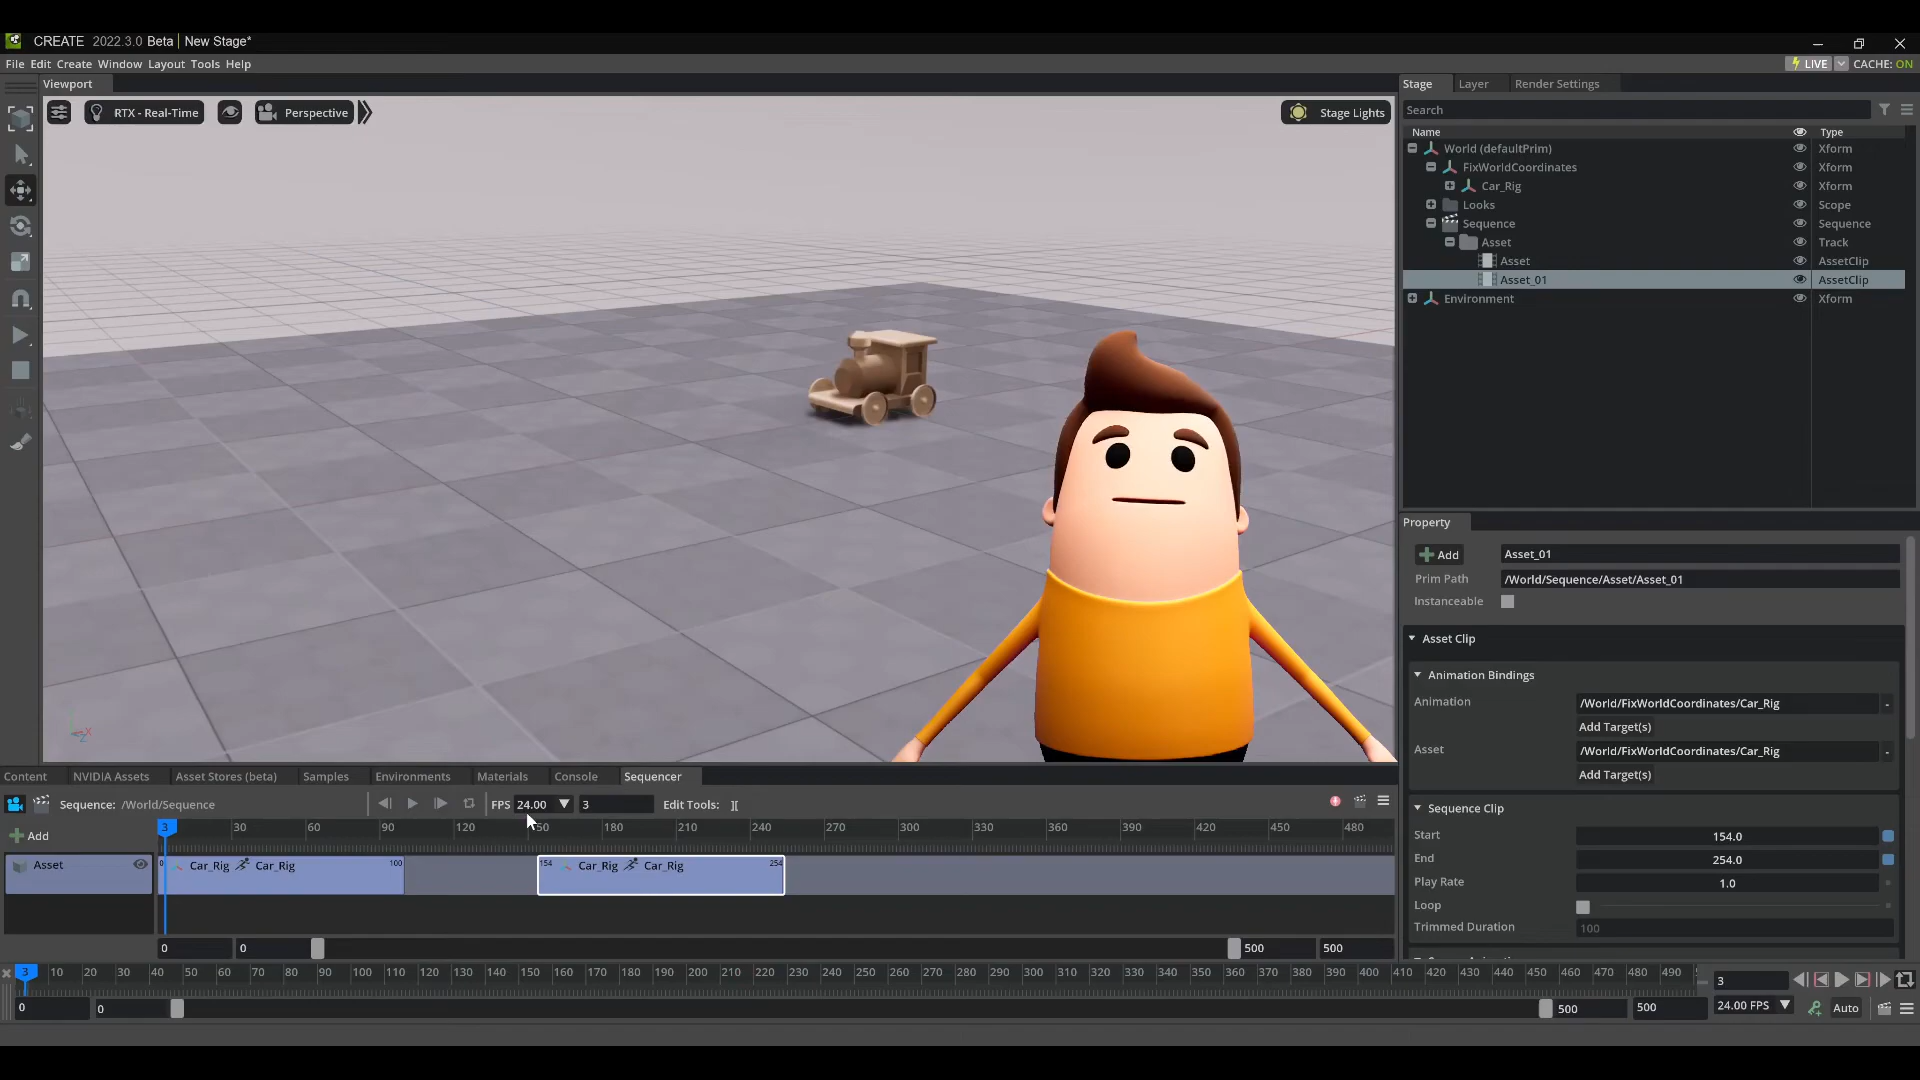 CREATE 2022.3.0 Beta New Stage*
File Edit Create Window Layout Tools Help
LIVE CACHE: ON
Viewport
Stage Layer Render Settings
RTX - Real-Time
Perspective
Stage Lights
Search
Name Type
World (defaultPrim) Xform
FixWorldCoordinates Xform
Car_Rig Xform
Looks Scope
Sequence Sequence
Asset Track
Asset AssetClip
Asset_01 AssetClip
Environment Xform
Property
Add Asset_01
Prim Path /World/Sequence/Asset/Asset_01
Instanceable
Asset Clip
Animation Bindings
Animation /World/FixWorldCoordinates/Car_Rig -
Add Target(s)
Asset /World/FixWorldCoordinates/Car_Rig -
Add Target(s)
Sequence Clip
Start 154.0
End 254.0
Play Rate 1.0
Loop
Trimmed Duration 100
Content NVIDIA Assets Asset Stores (beta) Samples Environments Materials Console Sequencer
Sequence: /World/Sequence
FPS 24.00 3 Edit Tools:
Add
3 30 60 90 120 50 180 210 240 270 300 330 360 390 420 450 480
Asset
0 Car_Rig Car_Rig 100
154 Car_Rig Car_Rig 254
0 0 500 500
3 10 20 30 40 50 60 70 80 90 100 110 120 130 140 150 160 170 180 190 200 210 220 230 240 250 260 270 280 290 300 310 320 330 340 350 360 370 380 390 400 410 420 430 440 450 460 470 480 490
3
0 0 500 500
24.00 FPS Auto